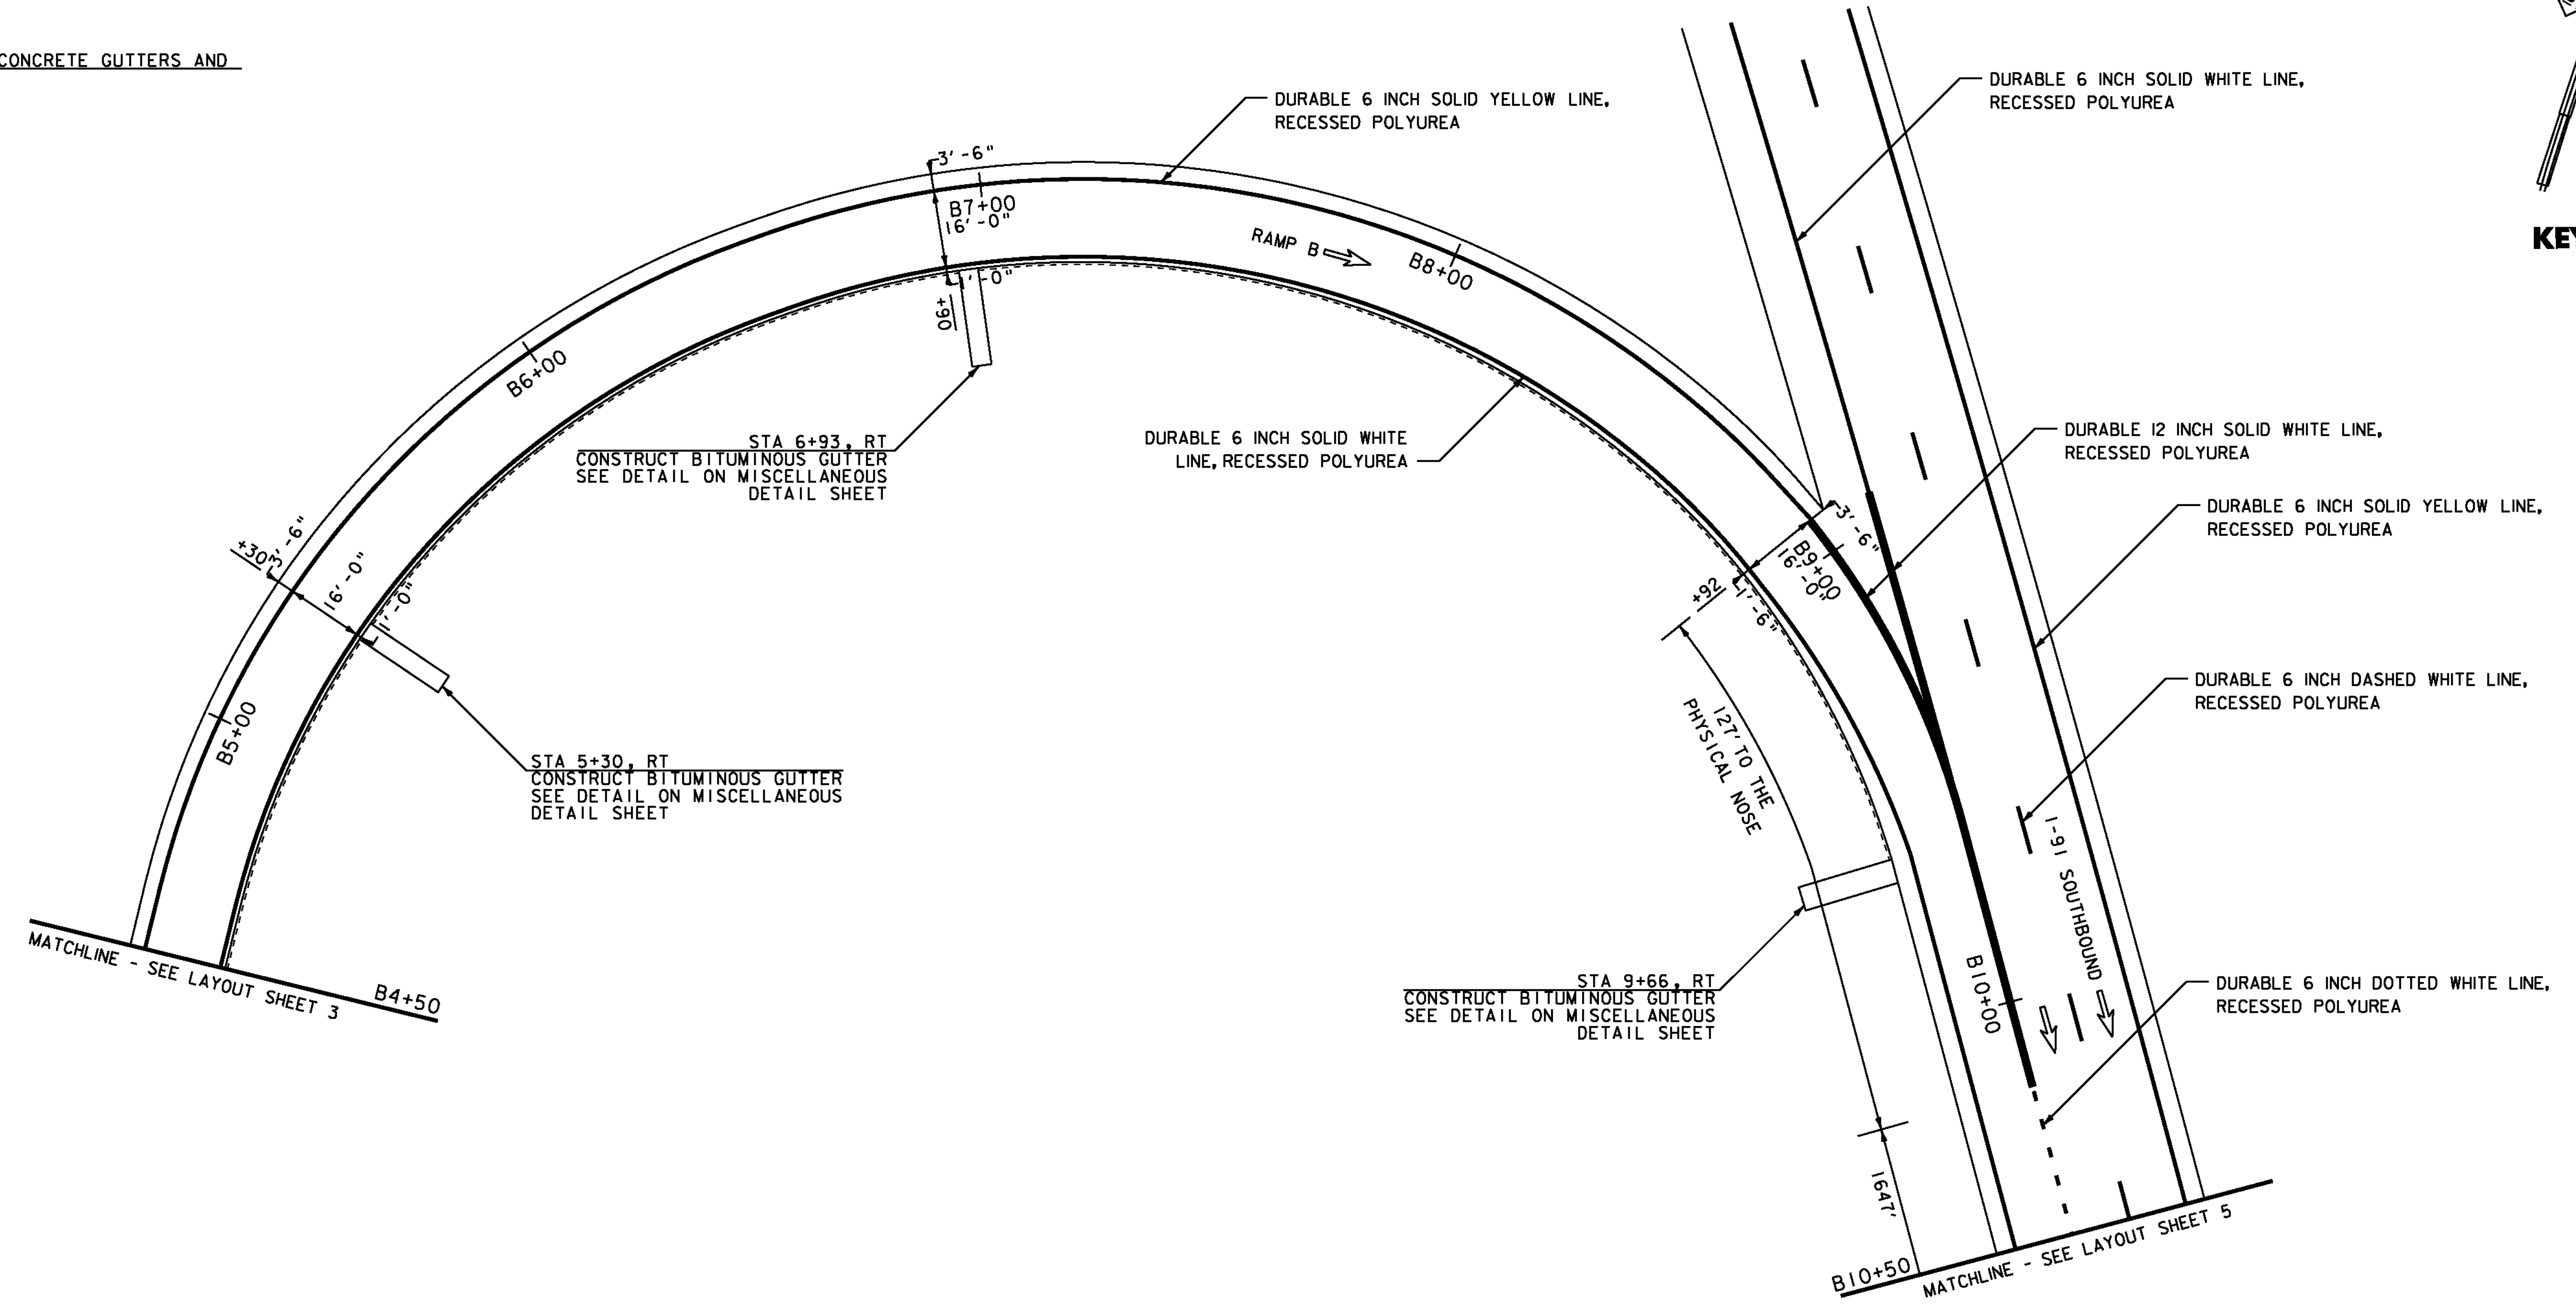 CONCRETE GUTTERS AND
KEY
DURABLE 6 INCH SOLID YELLOW LINE,
RECESSED POLYUREA
DURABLE 6 INCH SOLID WHITE LINE,
RECESSED POLYUREA
3'-6"
B7+00
16'-0"
1'-0"
+90
RAMP B
B8+00
B6+00
STA 6+93, RT
CONSTRUCT BITUMINOUS GUTTER
SEE DETAIL ON MISCELLANEOUS
DETAIL SHEET
DURABLE 6 INCH SOLID WHITE
LINE, RECESSED POLYUREA
DURABLE 12 INCH SOLID WHITE LINE,
RECESSED POLYUREA
DURABLE 6 INCH SOLID YELLOW LINE,
RECESSED POLYUREA
+30
3'-6"
16'-0"
1'-0"
3'-6"
B9+00
16'-0"
+92
1'-6"
B5+00
STA 5+30, RT
CONSTRUCT BITUMINOUS GUTTER
SEE DETAIL ON MISCELLANEOUS
DETAIL SHEET
127' TO THE
PHYSICAL NOSE
DURABLE 6 INCH DASHED WHITE LINE,
RECESSED POLYUREA
I-91 SOUTHBOUND
MATCHLINE - SEE LAYOUT SHEET 3
B4+50
STA 9+66, RT
CONSTRUCT BITUMINOUS GUTTER
SEE DETAIL ON MISCELLANEOUS
DETAIL SHEET
B10+00
DURABLE 6 INCH DOTTED WHITE LINE,
RECESSED POLYUREA
1647'
B10+50
MATCHLINE - SEE LAYOUT SHEET 5